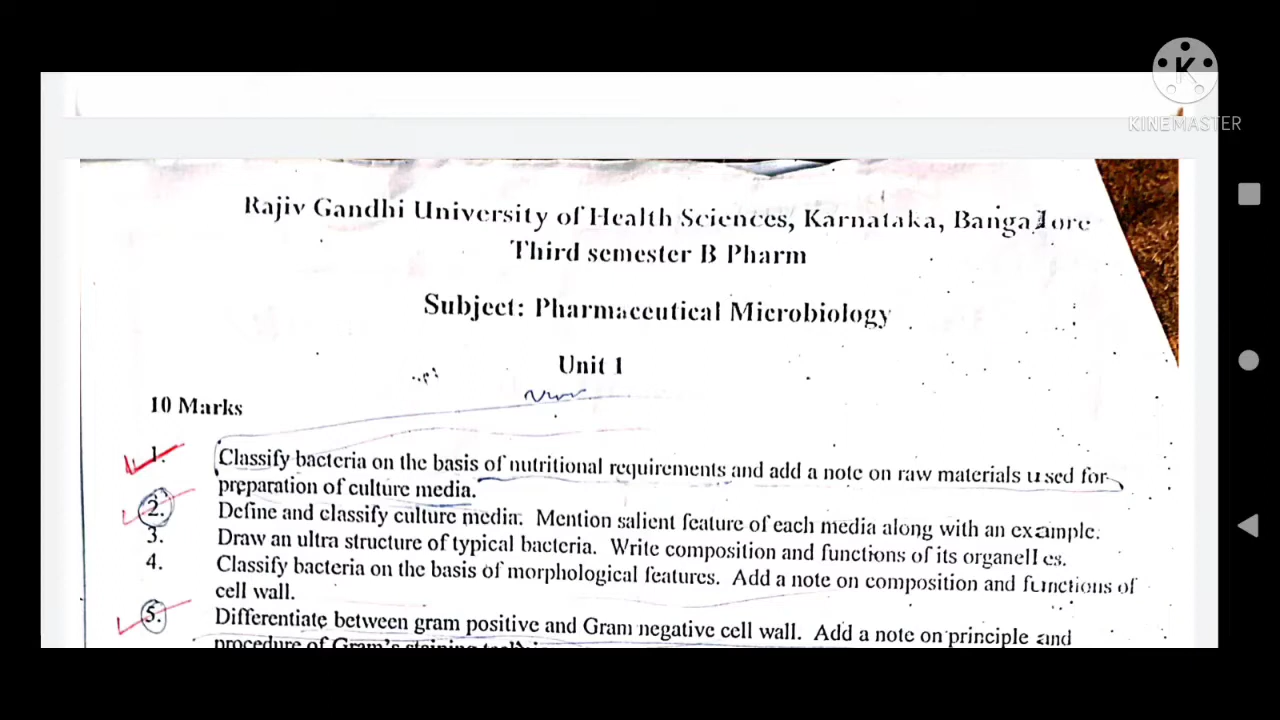 K
KINEMASTER
Rajiv Gandhi University of Health Sciences, Karnataka, Bangalore
Third semester B Pharm
Subject: Pharmaceutical Microbiology
Unit 1
10 Marks
1. Classify bacteria on the basis of nutritional requirements and add a note on raw materials used for
preparation of culture media.
2. Define and classify culture media. Mention salient feature of each media along with an example.
3. Draw an ultra structure of typical bacteria. Write composition and functions of its organelles.
4. Classify bacteria on the basis of morphological features. Add a note on composition and functions of
cell wall.
5. Differentiate between gram positive and Gram negative cell wall. Add a note on principle and
procedure of Gram's staining